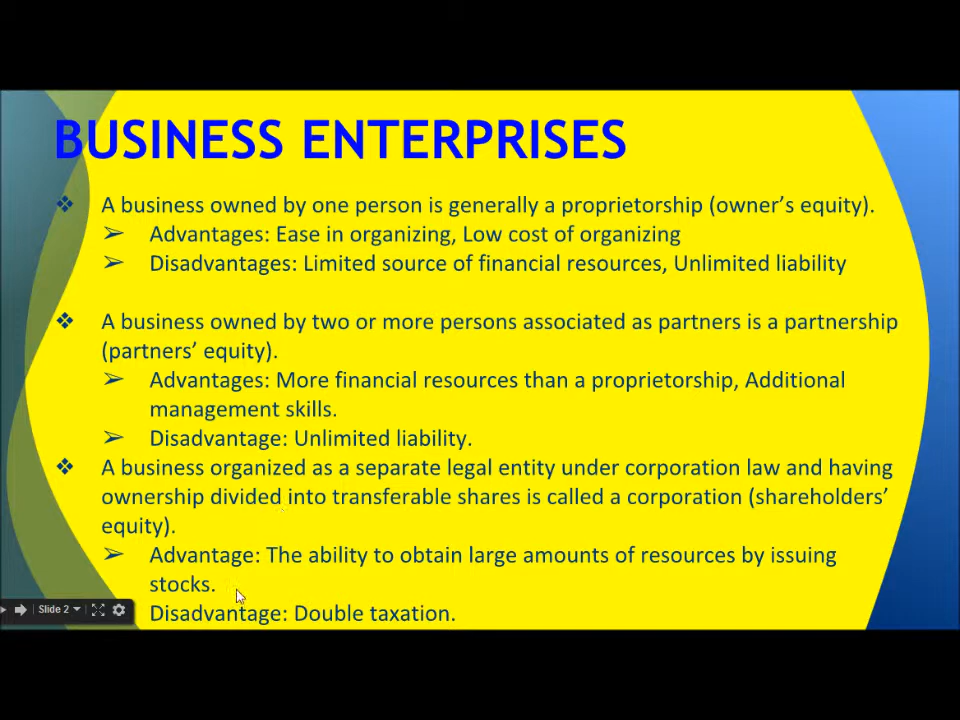 BUSINESS ENTERPRISES
❖ A business owned by one person is generally a proprietorship (owner’s equity).
➢ Advantages: Ease in organizing, Low cost of organizing
➢ Disadvantages: Limited source of financial resources, Unlimited liability
❖ A business owned by two or more persons associated as partners is a partnership
(partners’ equity).
➢ Advantages: More financial resources than a proprietorship, Additional
management skills.
➢ Disadvantage: Unlimited liability.
❖ A business organized as a separate legal entity under corporation law and having
ownership divided into transferable shares is called a corporation (shareholders’
equity).
➢ Advantage: The ability to obtain large amounts of resources by issuing
stocks.
Disadvantage: Double taxation.
Slide 2